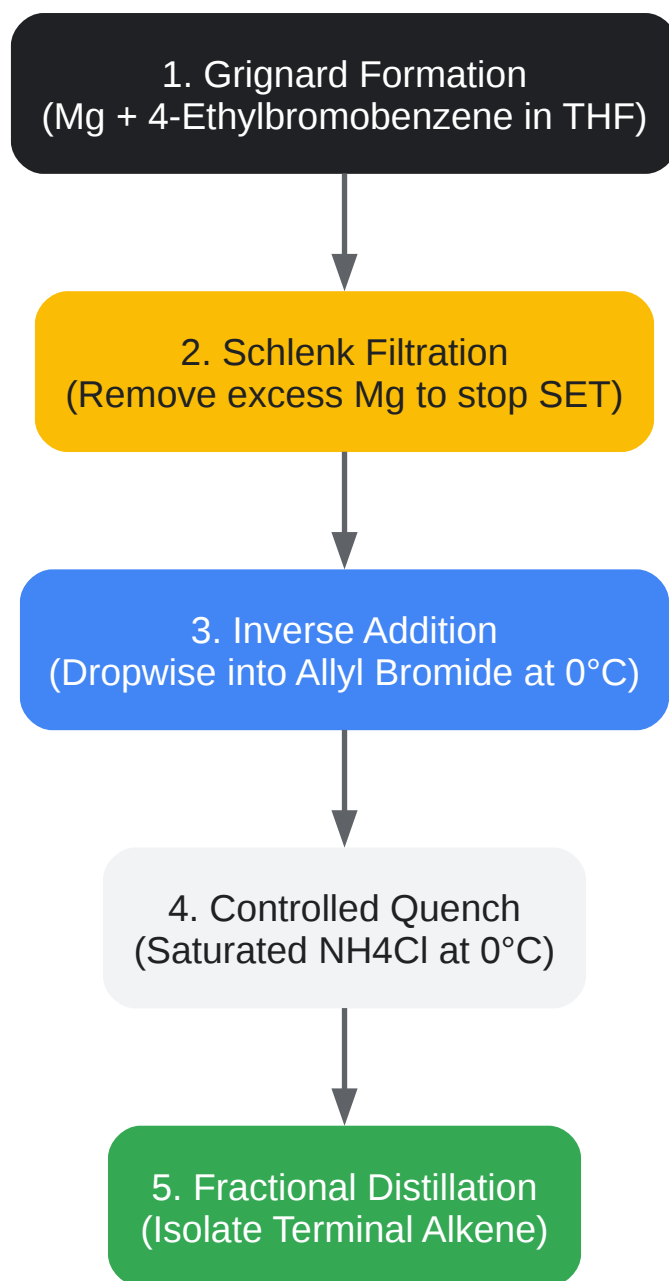 1. Grignard Formation
(Mg + 4-Ethylbromobenzene in THF)
2. Schlenk Filtration
(Remove excess Mg to stop SET)
3. Inverse Addition
(Dropwise into Allyl Bromide at 0°C)
4. Controlled Quench
(Saturated NH4Cl at 0°C)
5. Fractional Distillation
(Isolate Terminal Alkene)